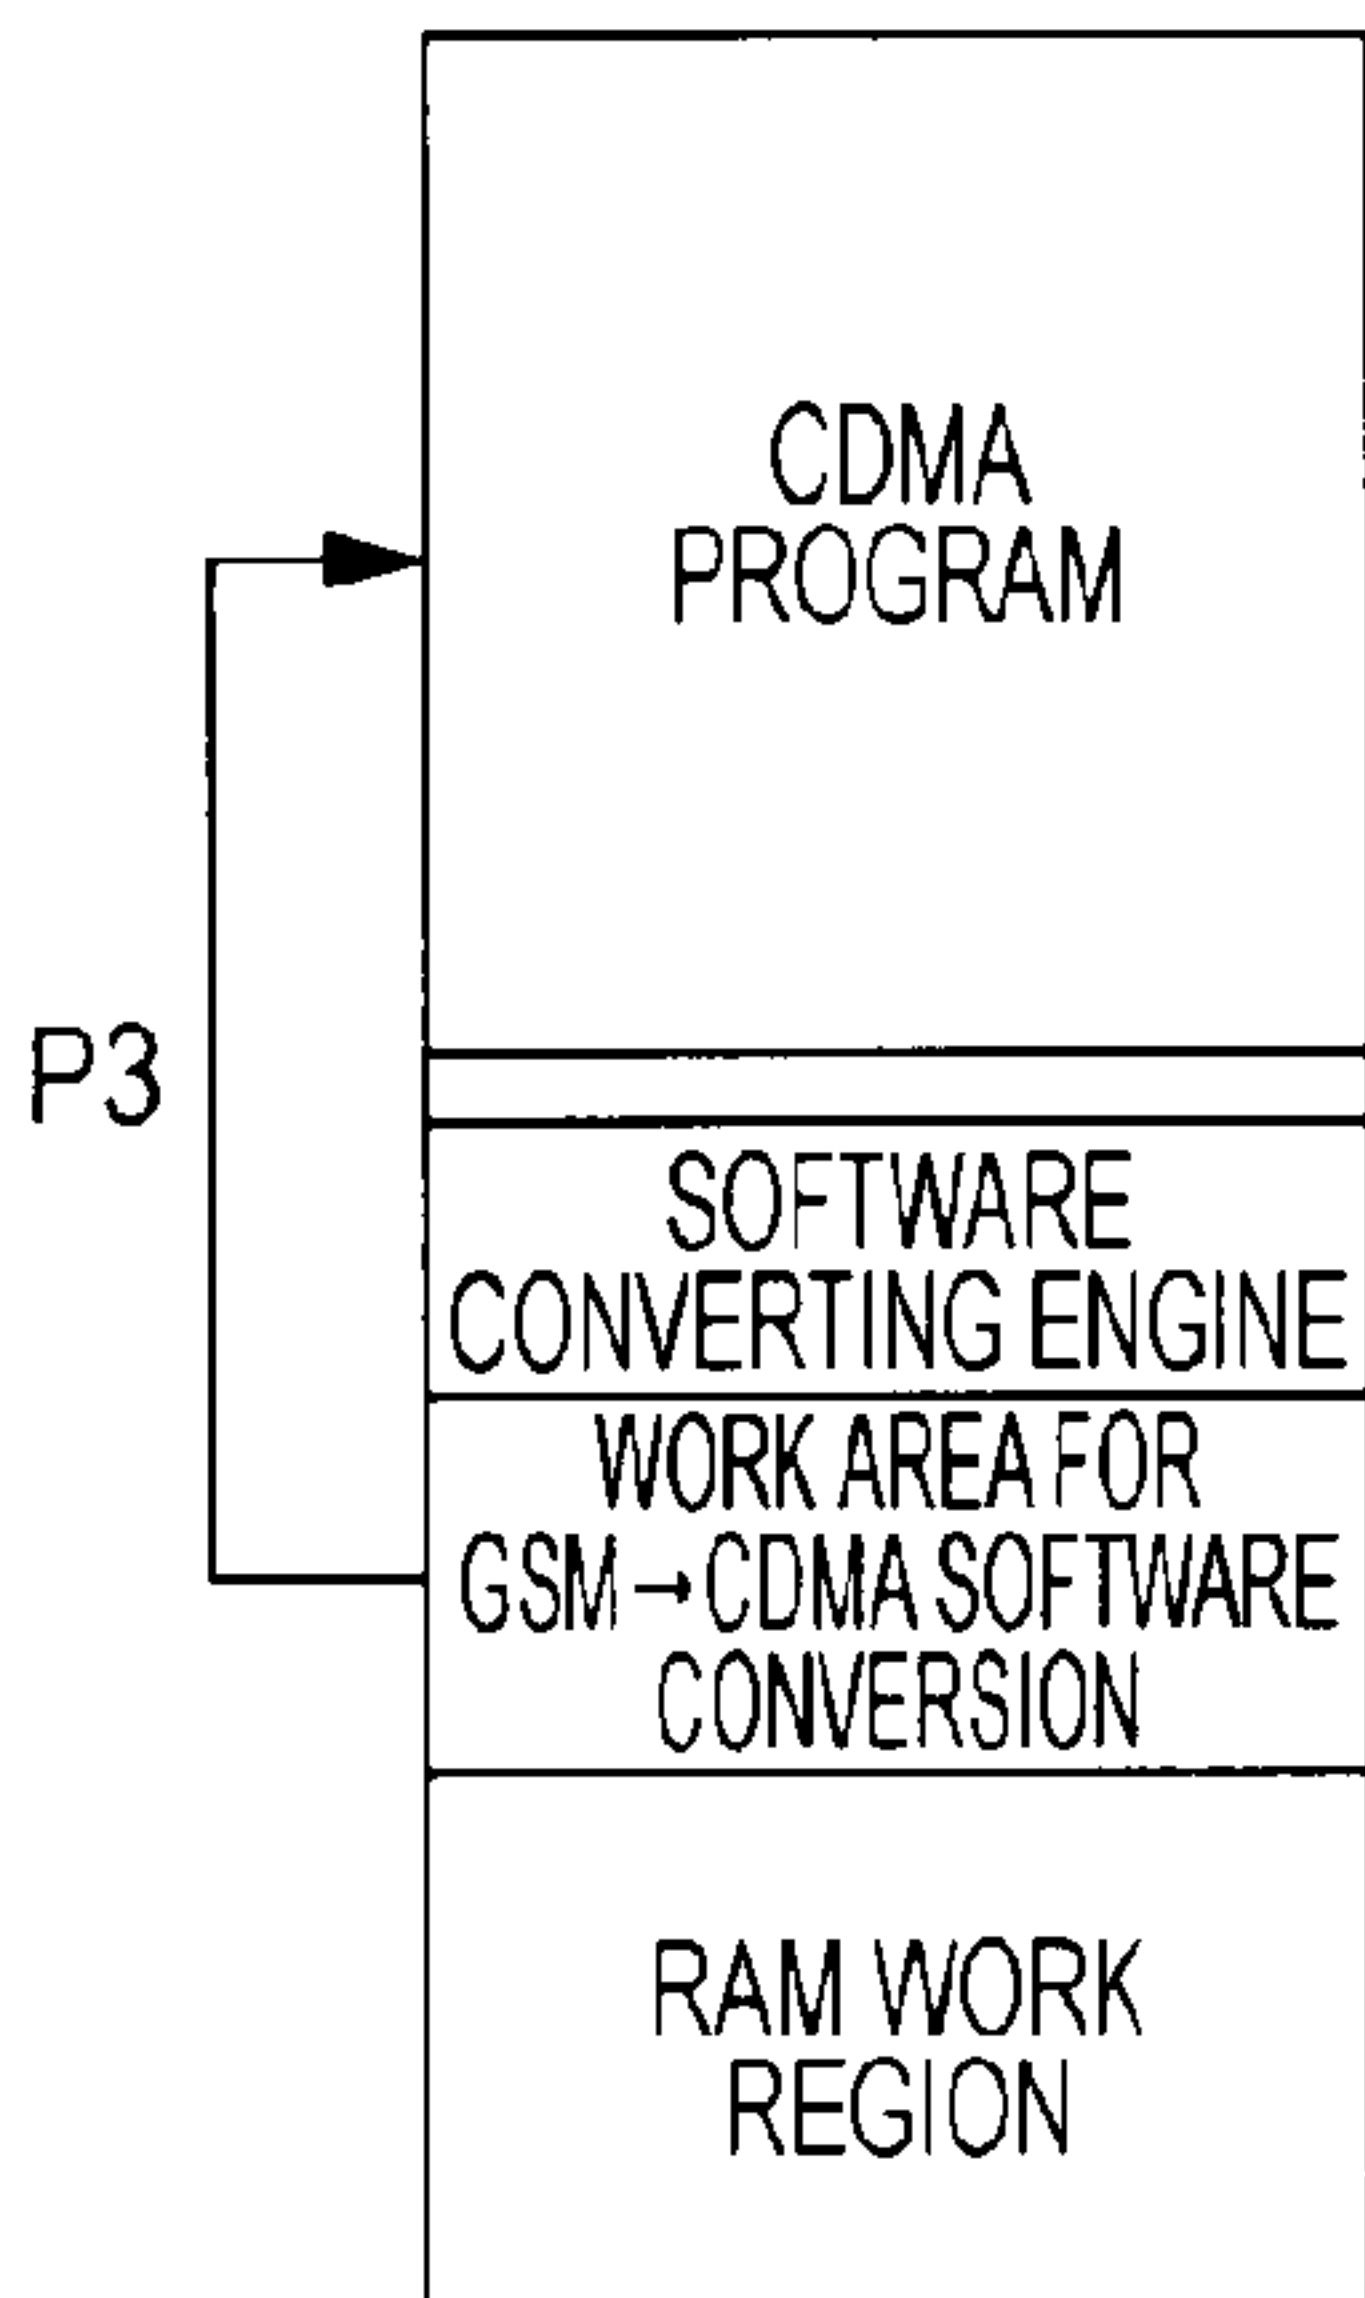 CDMA
PROGRAM
P3
SOFTWARE
CONVERTING ENGINE
WORK AREA FOR
GSM→CDMA SOFTWARE
CONVERSION
RAM WORK
REGION